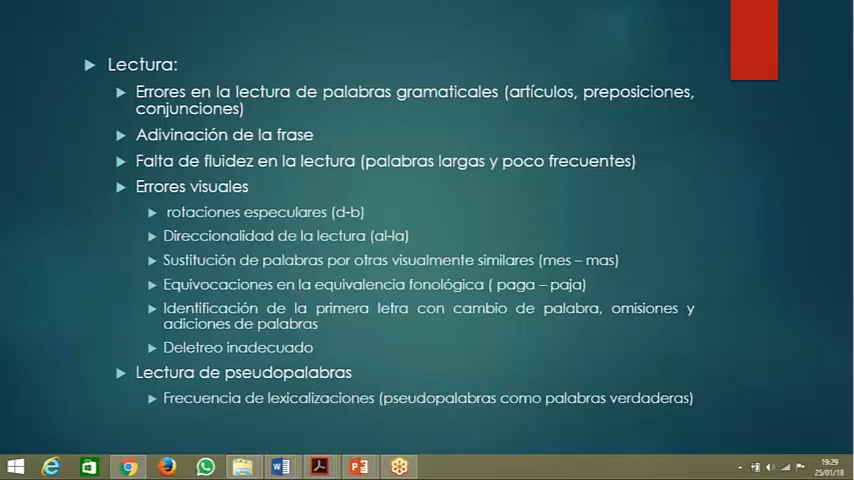 Lectura:
Errores en la lectura de palabras gramaticales (artículos, preposiciones,
conjunciones)
Adivinación de la frase
Falta de fluidez en la lectura (palabras largas y poco frecuentes)
Errores visuales
rotaciones especulares (d-b)
Direccionalidad de la lectura (al-la)
Sustitución de palabras por otras visualmente similares (mes – mas)
Equivocaciones en la equivalencia fonológica ( paga – paja)
Identificación de la primera letra con cambio de palabra, omisiones y
adiciones de palabras
Deletreo inadecuado
Lectura de pseudopalabras
Frecuencia de lexicalizaciones (pseudopalabras como palabras verdaderas)
19:29
25/01/18